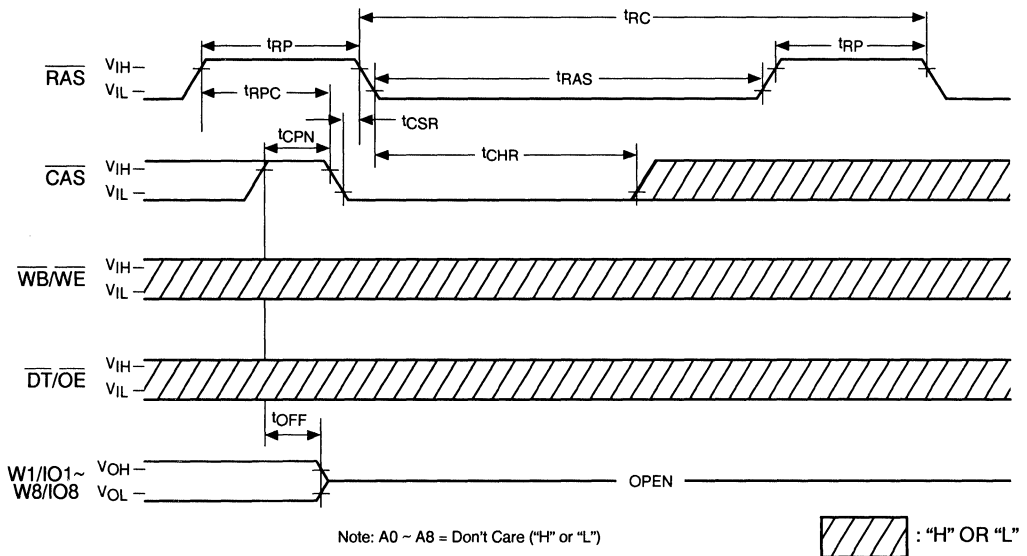 tRC
tRP
tRP
RAS
VIH
VIL
tRAS
tRPC
tCSR
tCPN
tCHR
CAS
VIH
VIL
WB/WE
VIH
VIL
DT/OE
VIH
VIL
tOFF
W1/IO1~
W8/IO8
VOH
VOL
OPEN
Note: A0 ~ A8 = Don't Care ("H" or "L")
: "H" OR "L"